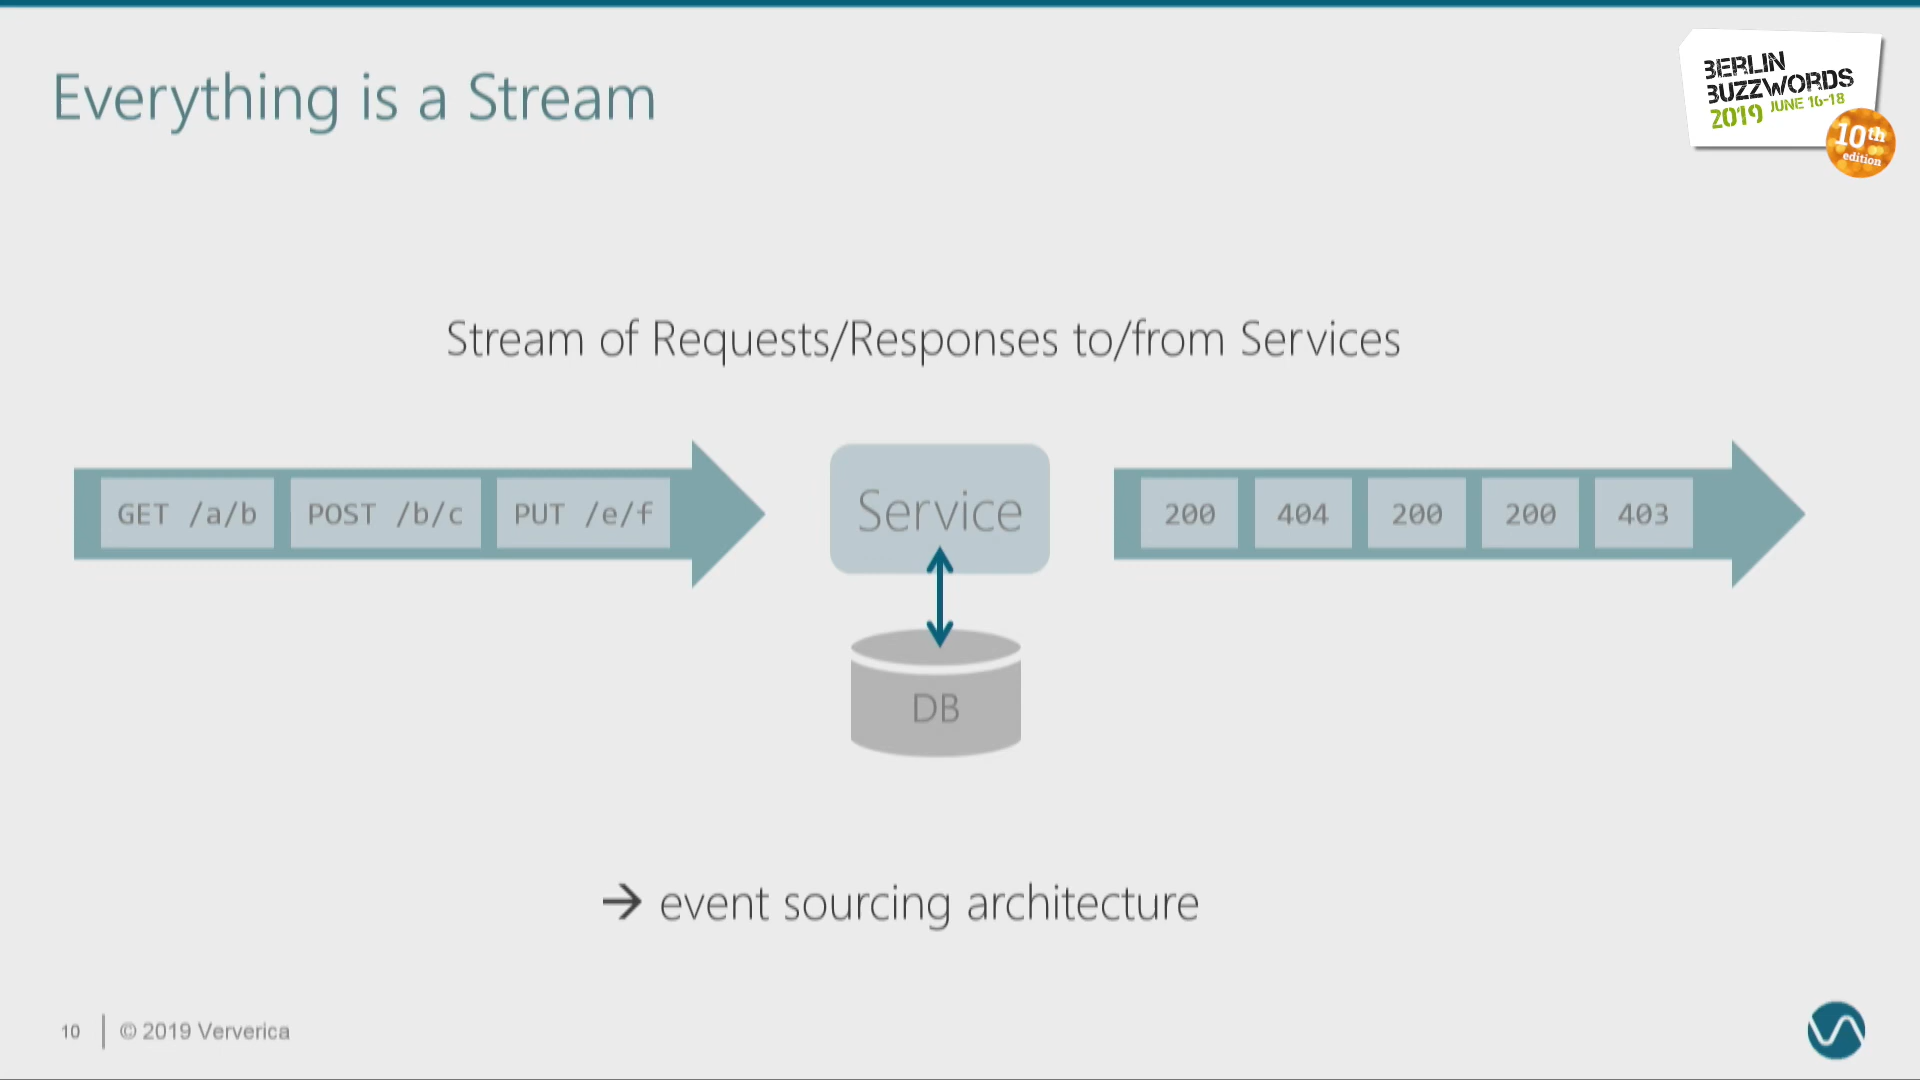 Everything is a Stream
BERLIN
BUZZWORDS
2019 JUNE 16-18
10th
edition
Stream of Requests/Responses to/from Services
GET /a/b
POST /b/c
PUT /e/f
Service
200
404
200
200
403
DB
→ event sourcing architecture
10
© 2019 Ververica